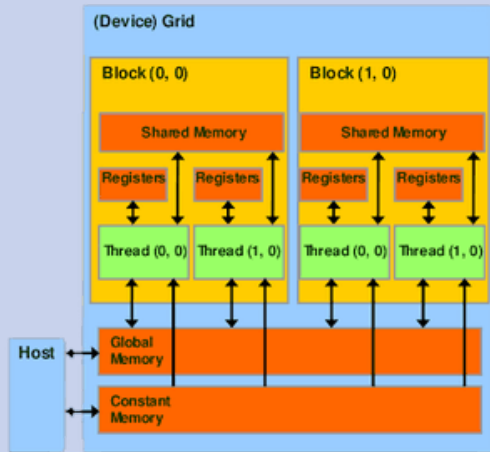 (Device) Grid
Block (0, 0)
Block (1, 0)
Shared Memory
Shared Memory
Registers
Registers
Registers
Registers
Thread (0, 0)
Thread (1, 0)
Thread (0, 0)
Thread (1, 0)
Host
Global
Memory
Constant
Memory